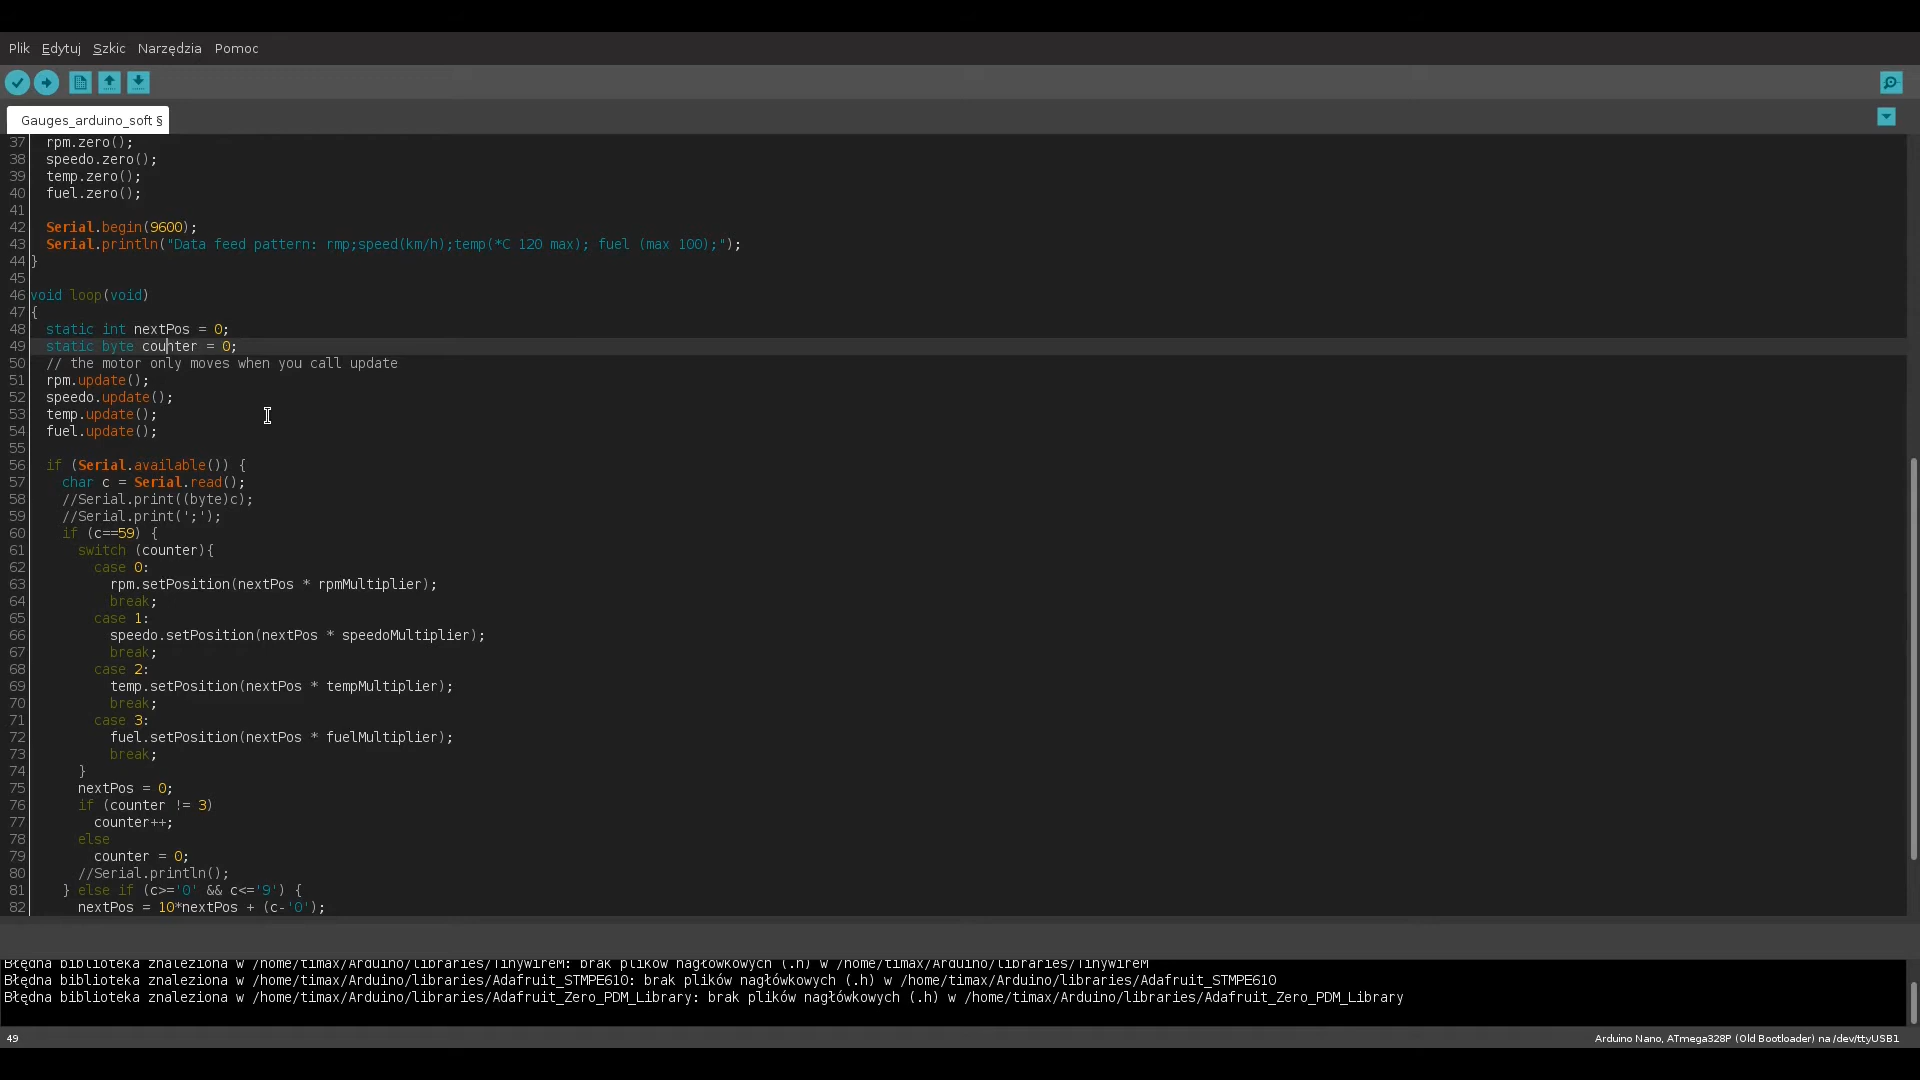 Plik Edytuj Szkic Narzędzia Pomoc
Gauges_arduino_soft §
37 rpm.zero();
38 speedo.zero();
39 temp.zero();
40 fuel.zero();
41
42 Serial.begin(9600);
43 Serial.println("Data feed pattern: rmp;speed(km/h);temp(*C 120 max); fuel (max 100);");
44 }
45
46 void loop(void)
47 {
48 static int nextPos = 0;
49 static byte counter = 0;
50 // the motor only moves when you call update
51 rpm.update();
52 speedo.update();
53 temp.update();
54 fuel.update();
55
56 if (Serial.available()) {
57 char c = Serial.read();
58 //Serial.print((byte)c);
59 //Serial.print(';');
60 if (c==59) {
61 switch (counter){
62 case 0:
63 rpm.setPosition(nextPos * rpmMultiplier);
64 break;
65 case 1:
66 speedo.setPosition(nextPos * speedoMultiplier);
67 break;
68 case 2:
69 temp.setPosition(nextPos * tempMultiplier);
70 break;
71 case 3:
72 fuel.setPosition(nextPos * fuelMultiplier);
73 break;
74 }
75 nextPos = 0;
76 if (counter != 3)
77 counter++;
78 else
79 counter = 0;
80 //Serial.println();
81 } else if (c>='0' && c<='9') {
82 nextPos = 10*nextPos + (c-'0');
Błędna biblioteka znaleziona w /home/timax/Arduino/libraries/TinywireM: brak plików nagłówkowych (.h) w /home/timax/Arduino/libraries/TinywireM
Błędna biblioteka znaleziona w /home/timax/Arduino/libraries/Adafruit_STMPE610: brak plików nagłówkowych (.h) w /home/timax/Arduino/libraries/Adafruit_STMPE610
Błędna biblioteka znaleziona w /home/timax/Arduino/libraries/Adafruit_Zero_PDM_Library: brak plików nagłówkowych (.h) w /home/timax/Arduino/libraries/Adafruit_Zero_PDM_Library
49 Arduino Nano, ATmega328P (Old Bootloader) na /dev/ttyUSB1